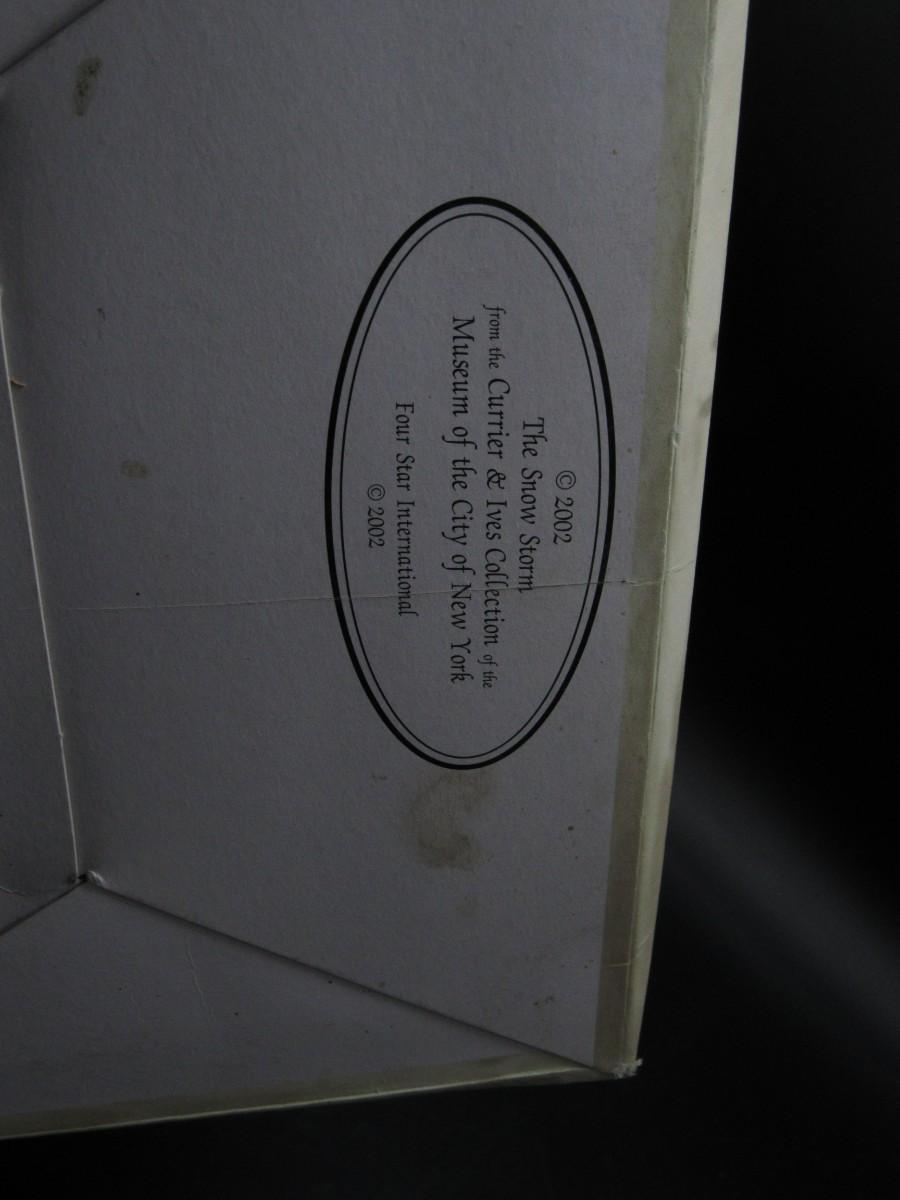 © 2002
The Snow Storm
from the Currier & Ives Collection of the
Museum of the City of New York
Four Star International
© 2002